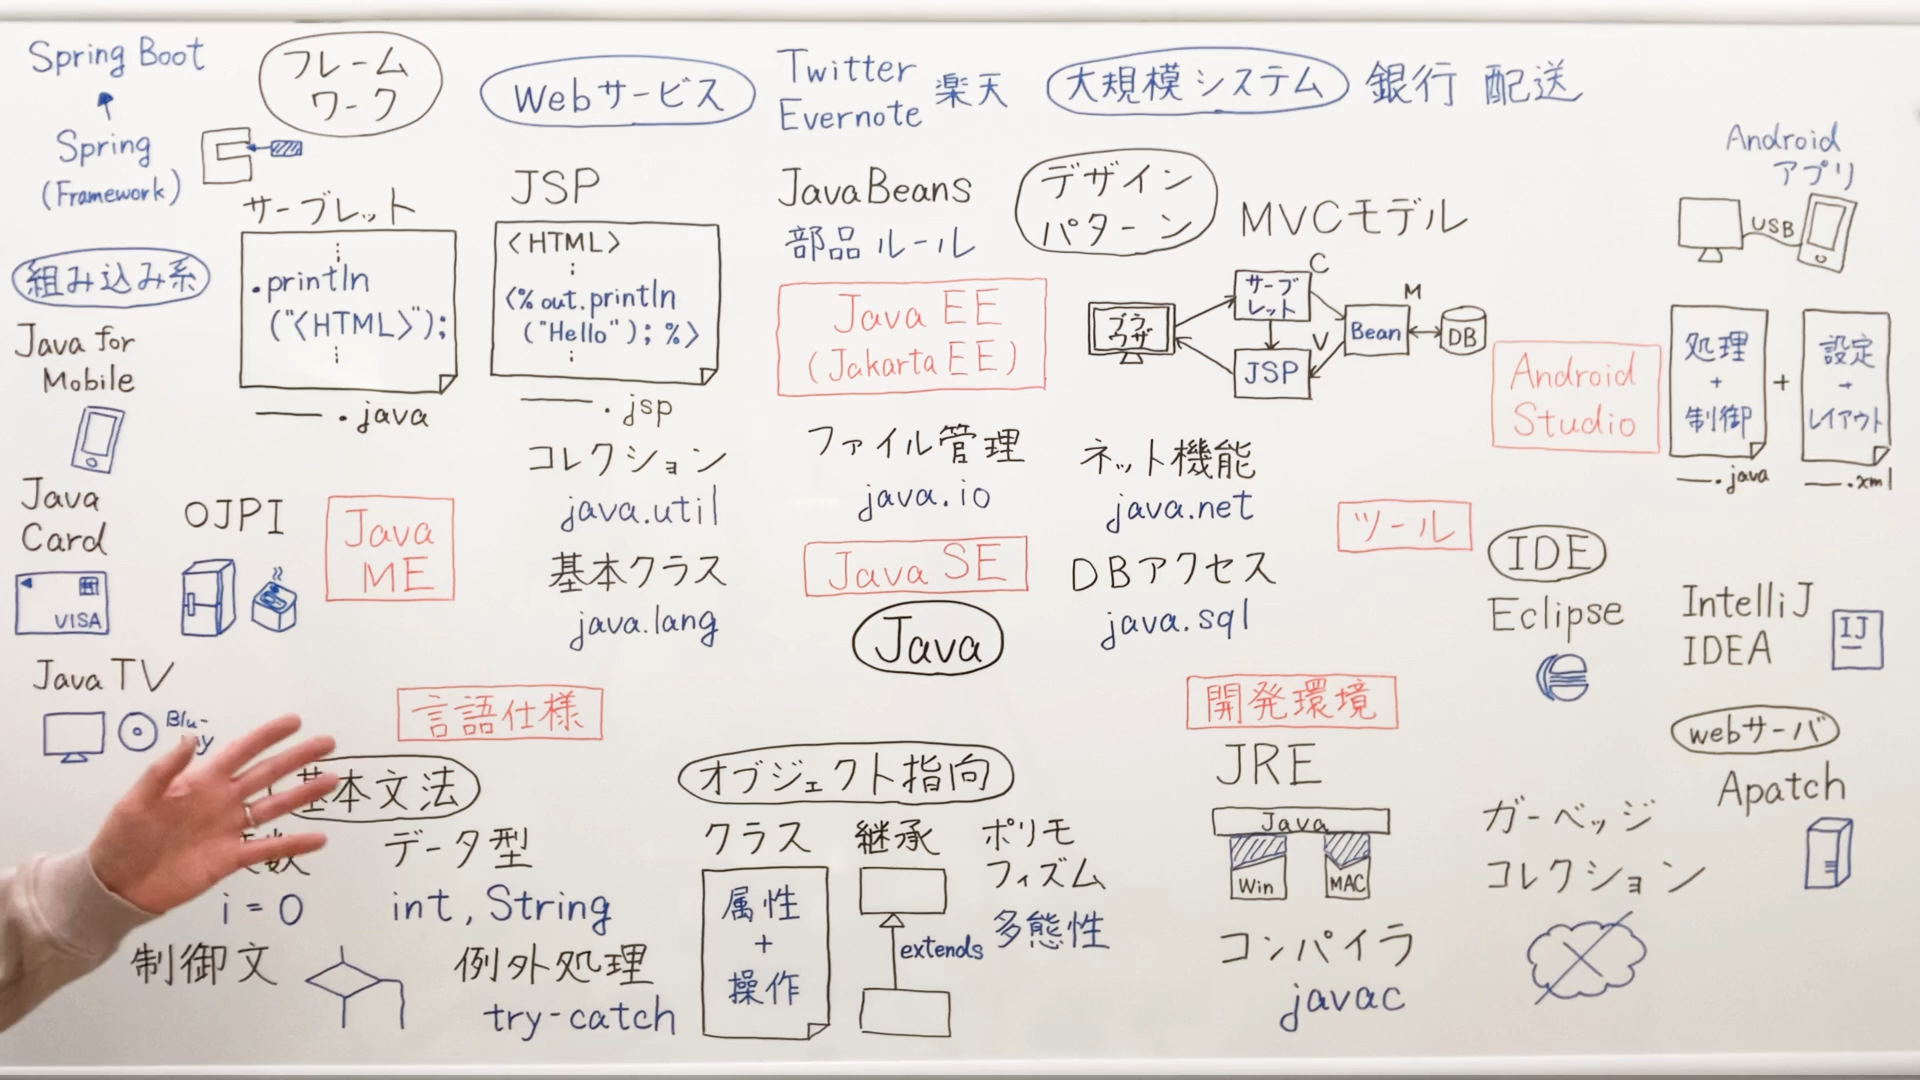 Spring Boot
Spring
(Framework)
フレーム
ワーク
Webサービス
Twitter
Evernote
楽天
大規模システム
銀行 配送
Android
アプリ
USB
サーブレット
.println
("<HTML>");
.java
JSP
<HTML>
<% out.println
("Hello"); %>
.jsp
JavaBeans
部品ルール
Java EE
(Jakarta EE)
デザイン
パターン
MVCモデル
ブラ
ウザ
サーブ
レット
C
JSP
V
Bean
M
DB
Android
Studio
処理
+
制御
.java
+
設定
+
レイアウト
.xml
組み込み系
Java for
Mobile
Java
Card
VISA
OJPI
Java
ME
Java TV
Blu-
コレクション
java.util
基本クラス
java.lang
ファイル管理
java.io
Java SE
Java
ネット機能
java.net
DBアクセス
java.sql
ツール
IDE
Eclipse
IntelliJ
IDEA
IJ
webサーバ
Apatch
言語仕様
基本文法
数
i = 0
データ型
int, String
制御文
例外処理
try-catch
オブジェクト指向
クラス
属性
+
操作
継承
extends
ポリモ
フィズム
多態性
開発環境
JRE
Java
Win
MAC
コンパイラ
javac
ガーベッジ
コレクション